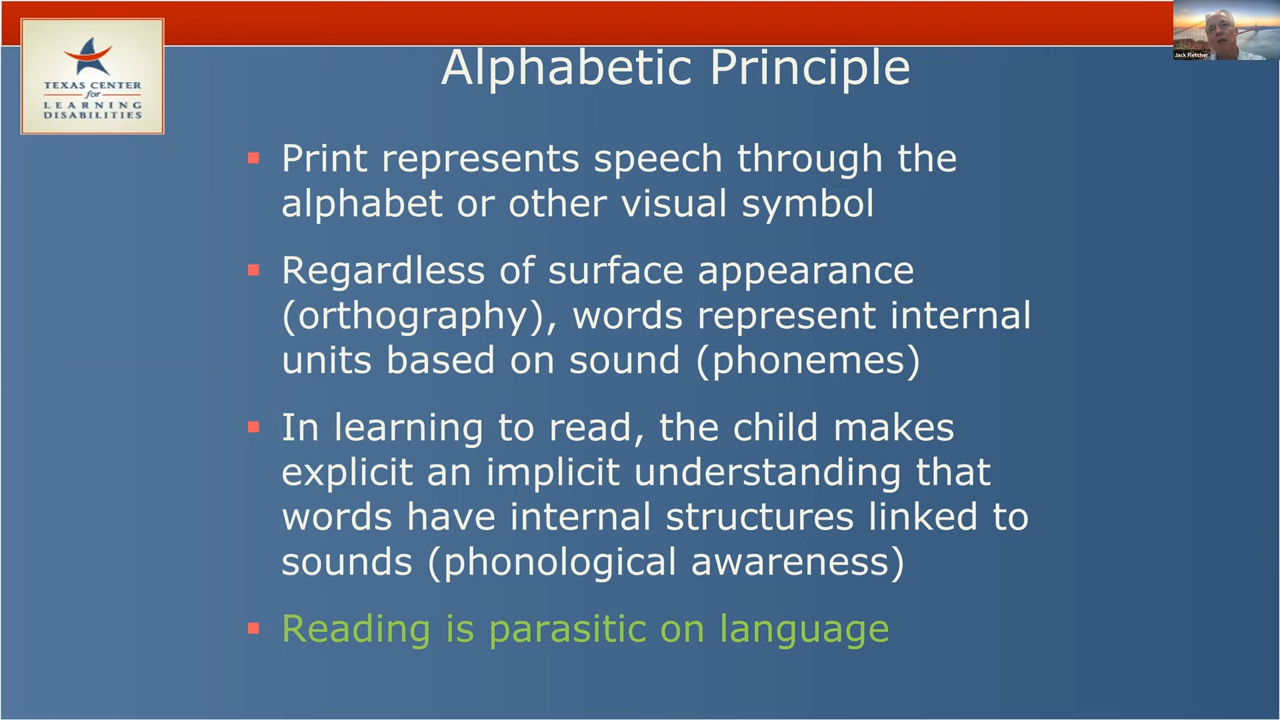 TEXAS CENTER
for
LEARNING
DISABILITIES
Jack Fletcher
Alphabetic Principle
Print represents speech through the
alphabet or other visual symbol
Regardless of surface appearance
(orthography), words represent internal
units based on sound (phonemes)
In learning to read, the child makes
explicit an implicit understanding that
words have internal structures linked to
sounds (phonological awareness)
Reading is parasitic on language